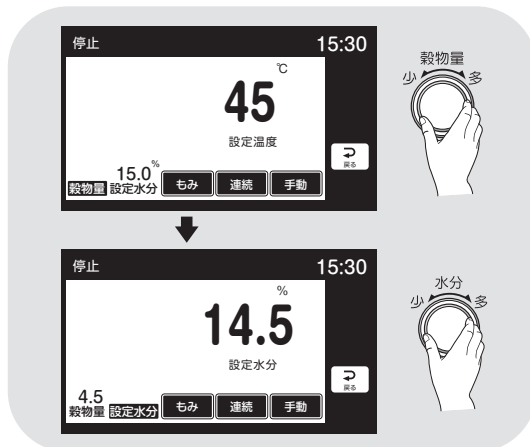 停止 15:30
℃
45
設定温度
戻る
15.0%
穀物量 設定水分 もみ 連続 手動
穀物量
少 多
停止 15:30
%
14.5
設定水分
戻る
4.5
穀物量 設定水分 もみ 連続 手動
水分
少 多